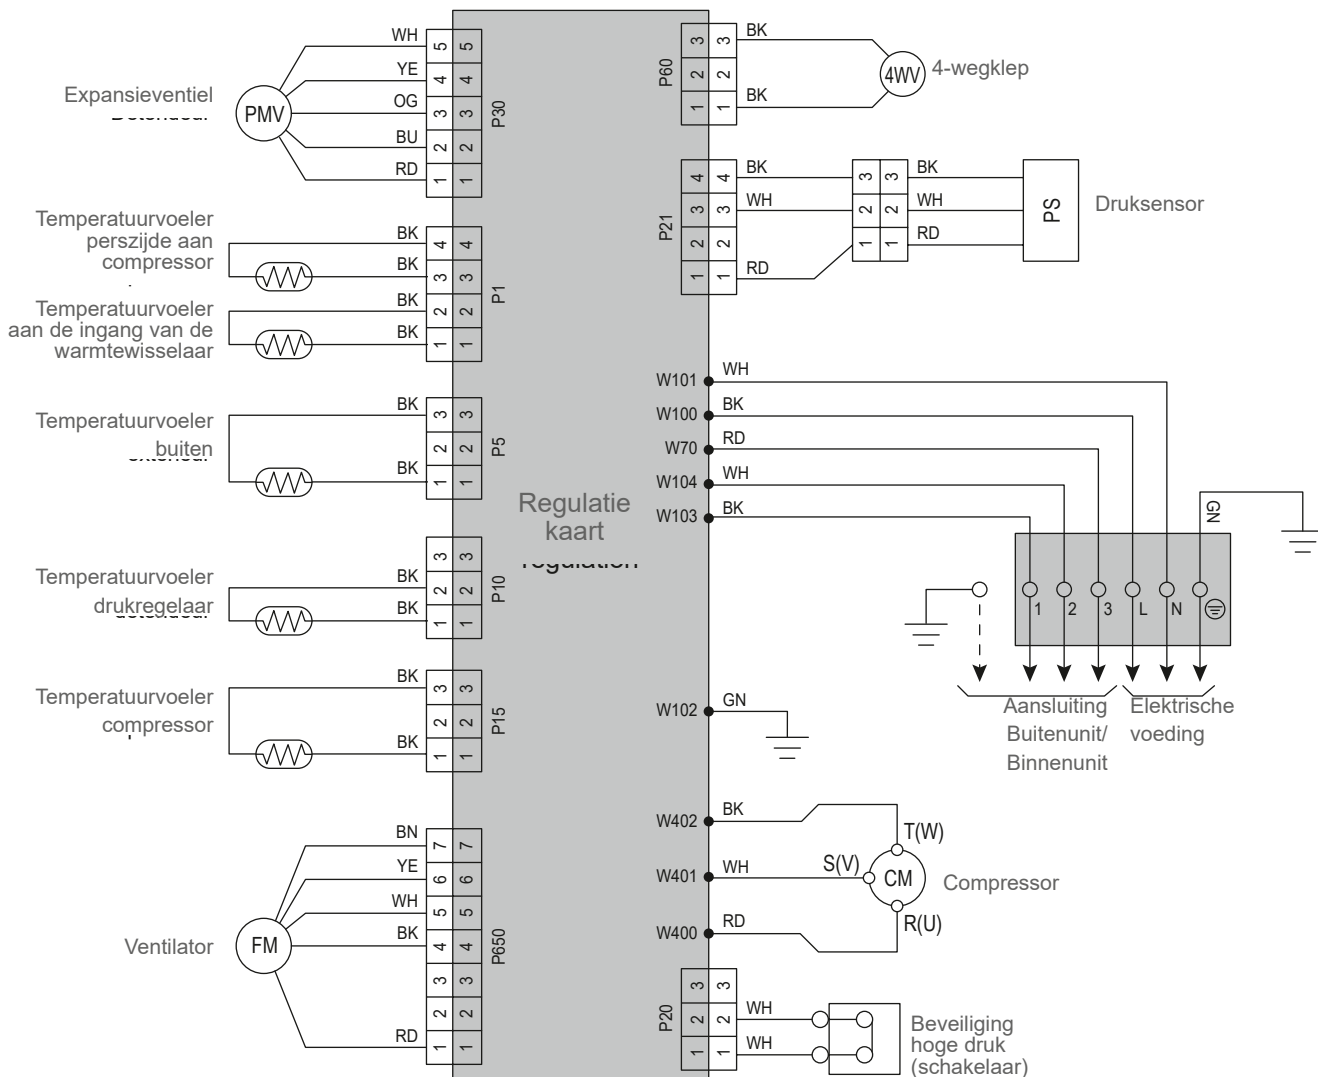 WH
YE
OG
BU
RD
5 5
4 4
3 3
2 2
1 1
P30
PMV
Expansieventiel
Temperatuurvoeler
perszijde aan
compressor
BK
BK
BK
BK
4 4
3 3
2 2
1 1
P1
Temperatuurvoeler
aan de ingang van de
warmtewisselaar
Temperatuurvoeler
buiten
BK
BK
3 3
2 2
1 1
P5
Regulatie
kaart
Temperatuurvoeler
drukregelaar
BK
BK
3 3
2 2
1 1
P10
Temperatuurvoeler
compressor
BK
BK
3 3
2 2
1 1
P15
Ventilator
FM
BN
YE
WH
BK
RD
7 7
6 6
5 5
4 4
3 3
2 2
1 1
P650
P60
3 3
2 2
1 1
BK
BK
4WV
4-wegklep
P21
4 4
3 3
2 2
1 1
BK
WH
RD
3 3
2 2
1 1
BK
WH
RD
PS
Druksensor
W101 WH
W100 BK
W70 RD
W104 WH
W103 BK
GN
1 2 3 L N
Aansluiting
Buitenunit/
Binnenunit
Elektrische
voeding
W102 GN
W402 BK
W401 WH
W400 RD
T(W)
S(V)
R(U)
CM
Compressor
P20
3 3
2 2
1 1
WH
WH
Beveiliging
hoge druk
(schakelaar)